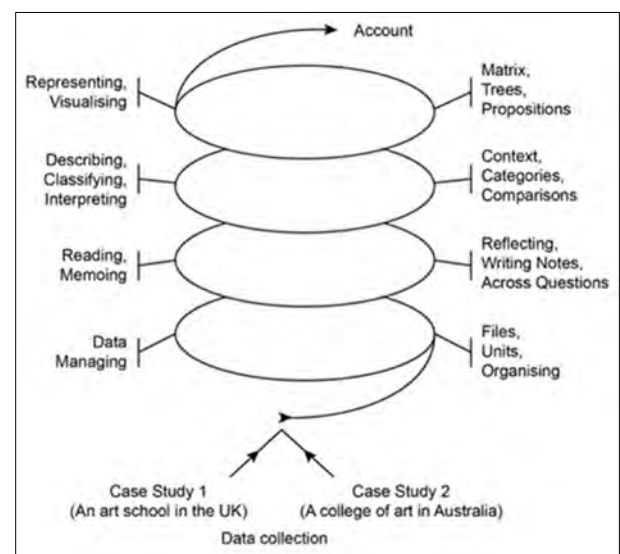 Account
Representing,
Visualising
Matrix,
Trees,
Propositions
Describing,
Classifying,
Interpreting
Context,
Categories,
Comparisons
Reading,
Memoing
Reflecting,
Writing Notes,
Across Questions
Data
Managing
Files,
Units,
Organising
Case Study 1
(An art school in the UK)
Case Study 2
(A college of art in Australia)
Data collection